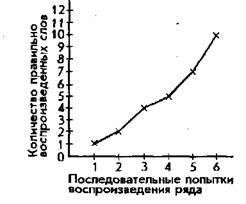 Количество правильно
воспроизведенных слов
12
11
10
9
8
7
6
5
4
3
2
1
0
1 2 3 4 5 6
Последовательные попытки
воспроизведения ряда